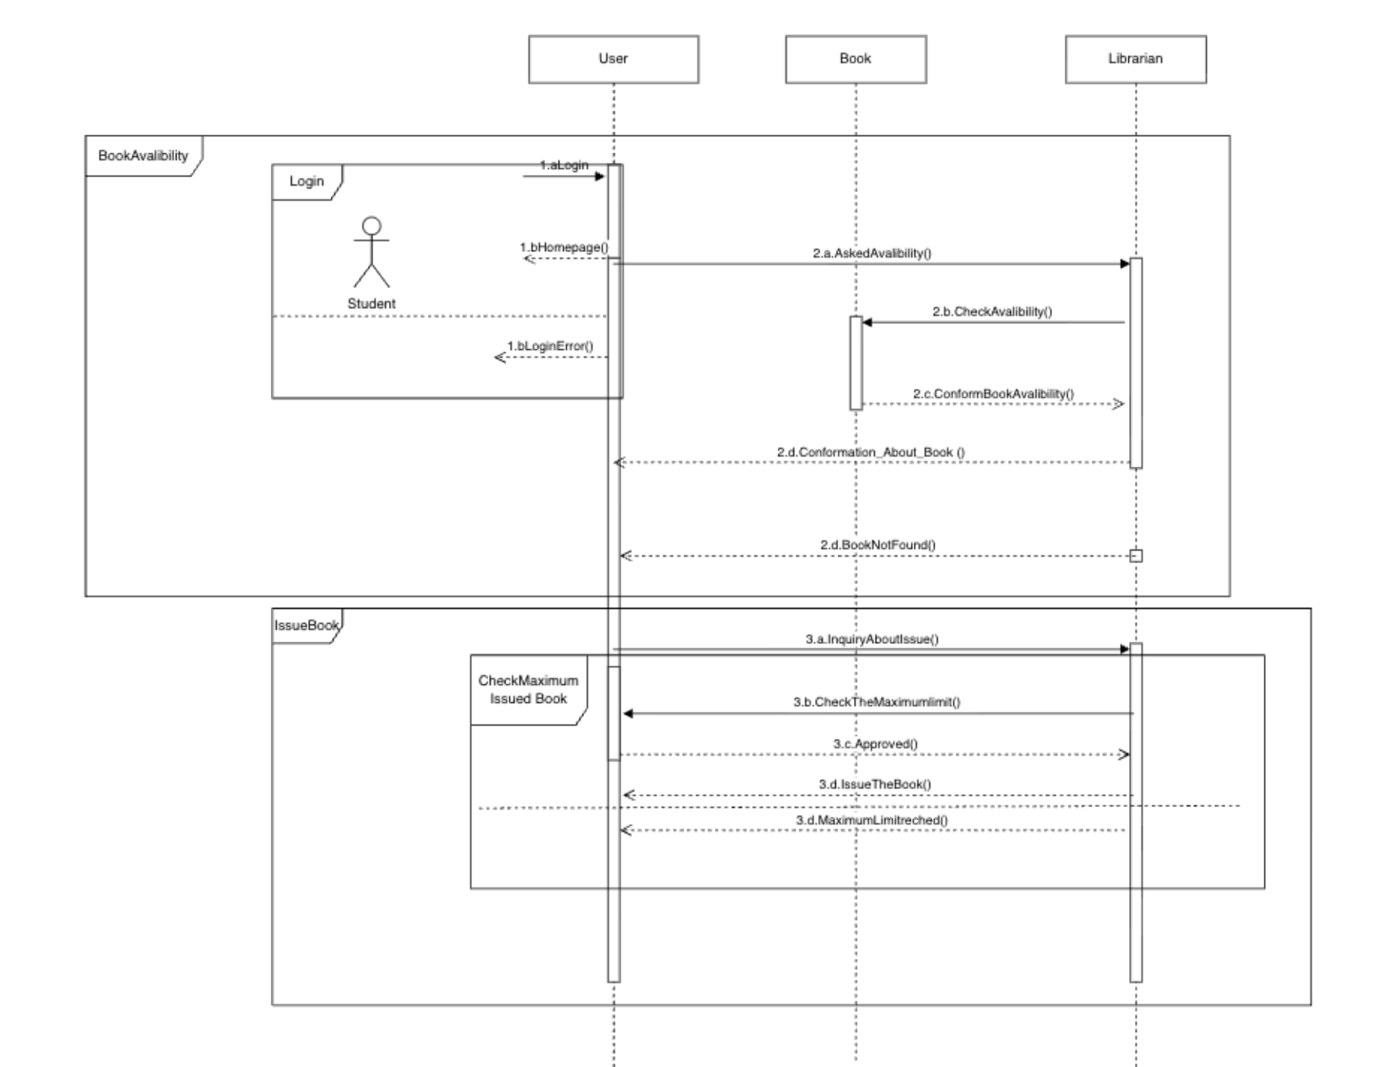 User
Book
Librarian
BookAvalibility
1.aLogin
Login
1.bHomepage()
2.a.AskedAvalibility()
Student
2.b.CheckAvalibility()
1.bLoginError()
2.c.ConformBookAvalibility()
2.d.Conformation_About_Book ()
2.d.BookNotFound()
IssueBook
3.a.InquiryAboutIssue()
CheckMaximum
Issued Book
3.b.CheckTheMaximumlimit()
3.c.Approved()
3.d.IssueTheBook()
3.d.MaximumLimitreched()